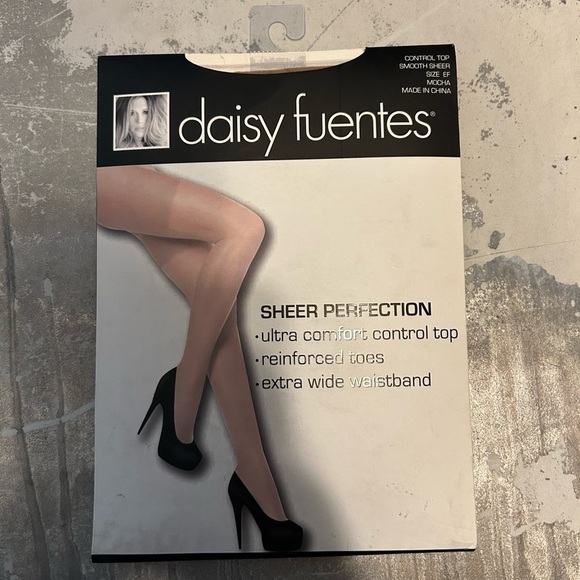 CONTROL TOP
SMOOTH SHEER
SIZE EF
MOCHA
MADE IN CHINA
daisy fuentes®
SHEER PERFECTION
•ultra comfort control top
•reinforced toes
•extra wide waistband